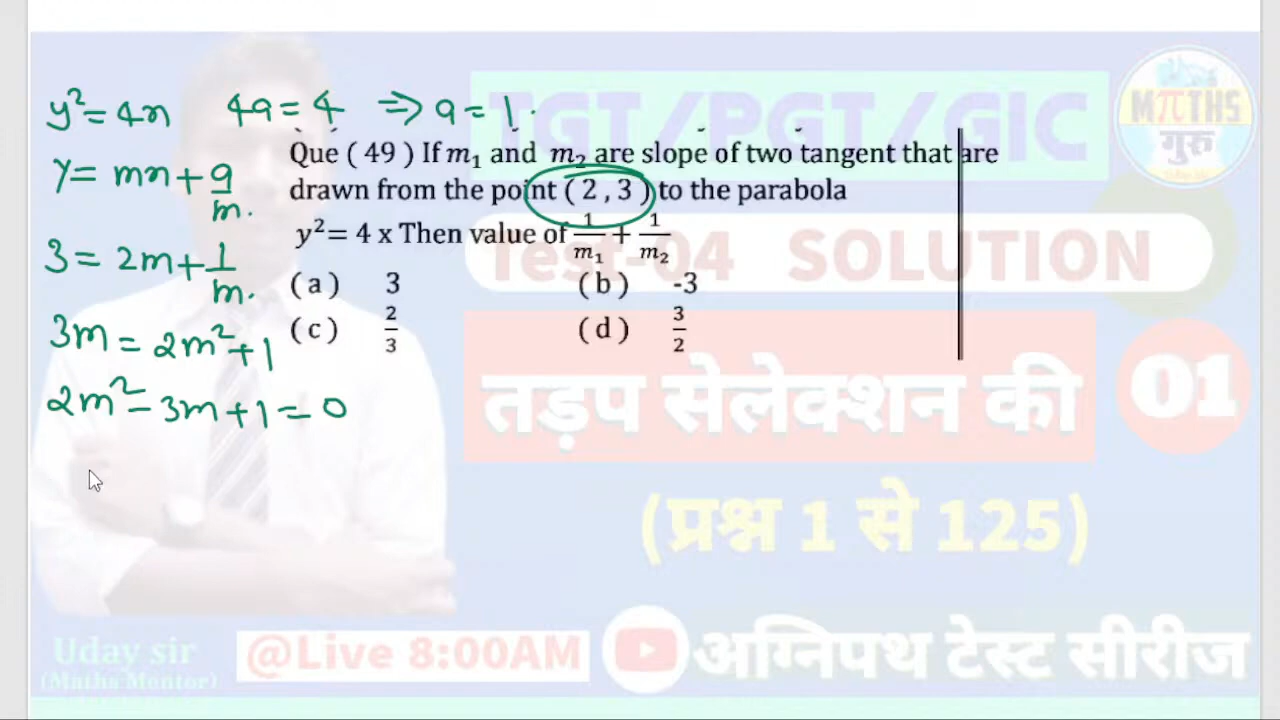 y²= 4x 4a = 4 ⇒ a = 1.
y = mx + a/m.
3 = 2m + 1/m.
3m = 2m² + 1
2m² - 3m + 1 = 0
TGT/PGT/GIC
MπTHS
गुरु
Que ( 49 ) If m₁ and m₂ are slope of two tangent that are
drawn from the point ( 2 , 3 ) to the parabola
y²= 4 x Then value of 1/m₁ + 1/m₂
( a ) 3 ( b ) -3
( c ) 2/3 ( d ) 3/2
Test-04 SOLUTION
तड़प सेलेक्शन की 01
(प्रश्न 1 से 125)
Uday sir
(Maths Mentor)
@Live 8:00AM
अग्निपथ टेस्ट सीरीज